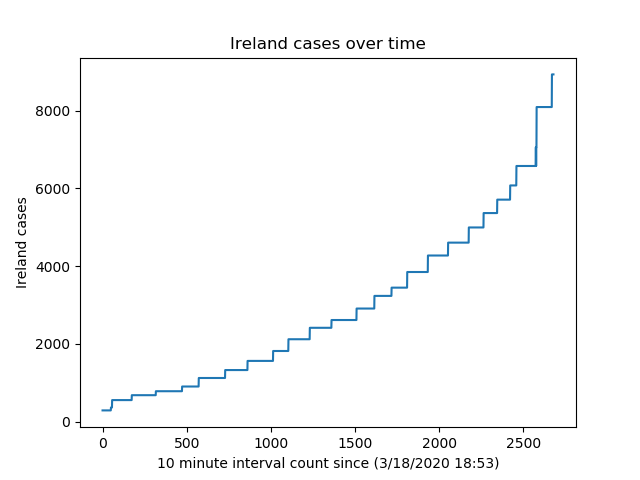 Ireland cases over time
8000
6000
4000
2000
0
Ireland cases
0 500 1000 1500 2000 2500
10 minute interval count since (3/18/2020 18:53)